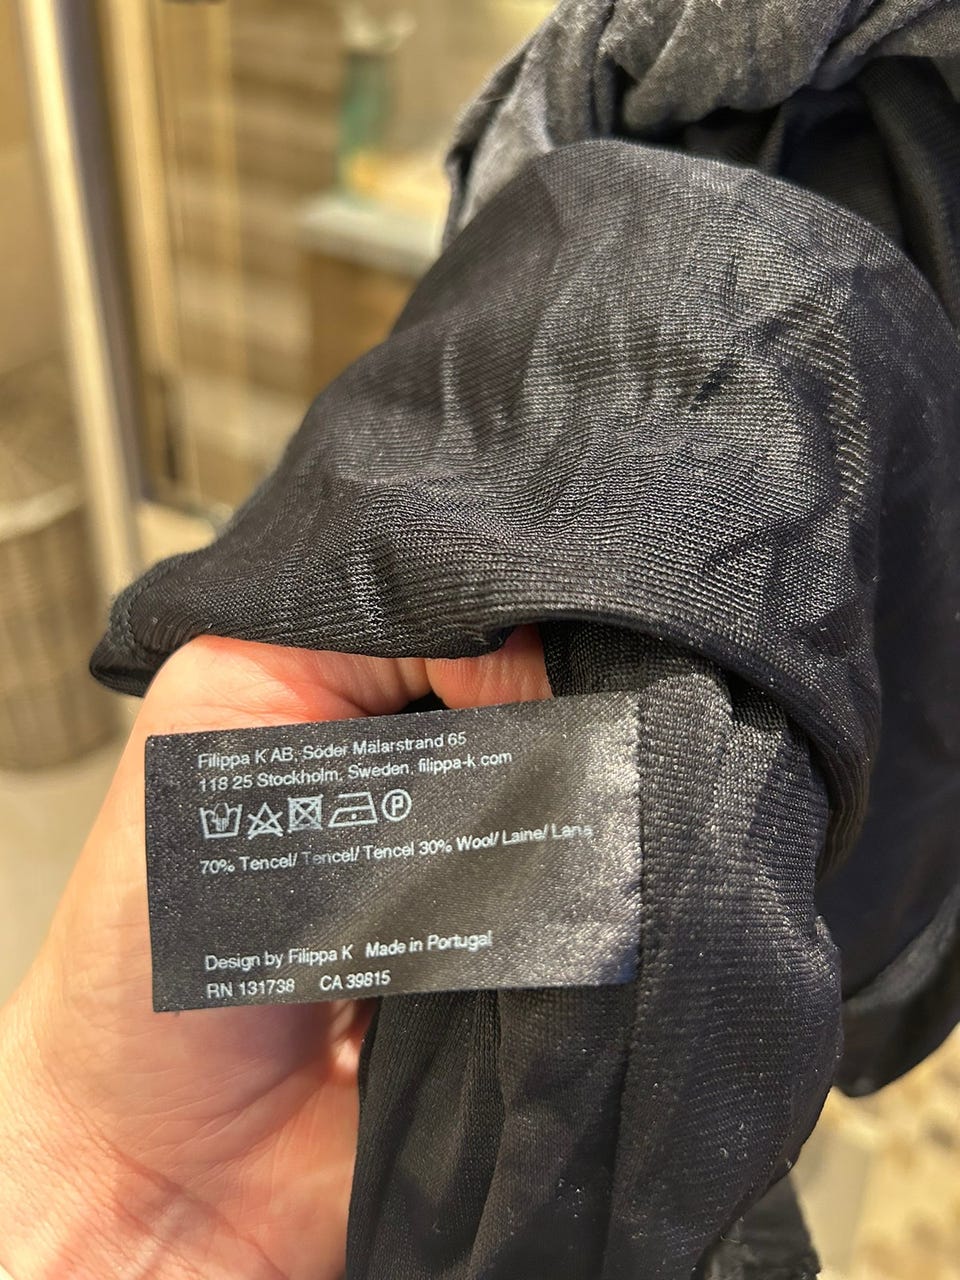 Filippa K AB, Söder Mälarstrand 65
118 25 Stockholm, Sweden, filippa-k.com
P
70% Tencel/ Tencel/ Tencel 30% Wool/ Laine/ Lana
Design by Filippa K Made in Portugal
RN 131738 CA 39815